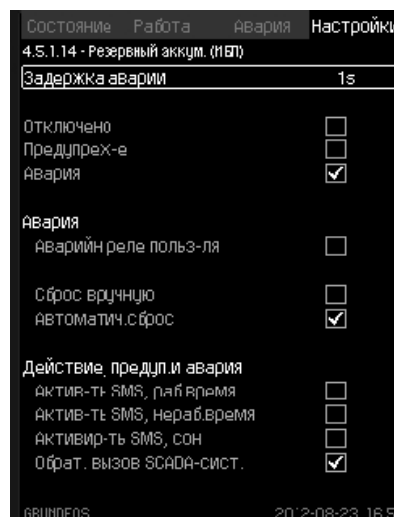 Состояние Работа Авария Настройки
4.5.1.14 - Резервный аккум. (ИБП)
Задержка аварии 1s
Отключено
Предупреж-е
Авария
Авария
Аварийн реле польз-ля
Сброс вручную
Автоматич.сброс
Действие, предуп.и авария
Актив-ть SMS, раб.время
Актив-ть SMS, нераб.время
Активир-ть SMS, сон
Обрат. вызов SCADA-сист.
GRUNDFOS 2012-08-23 16:5